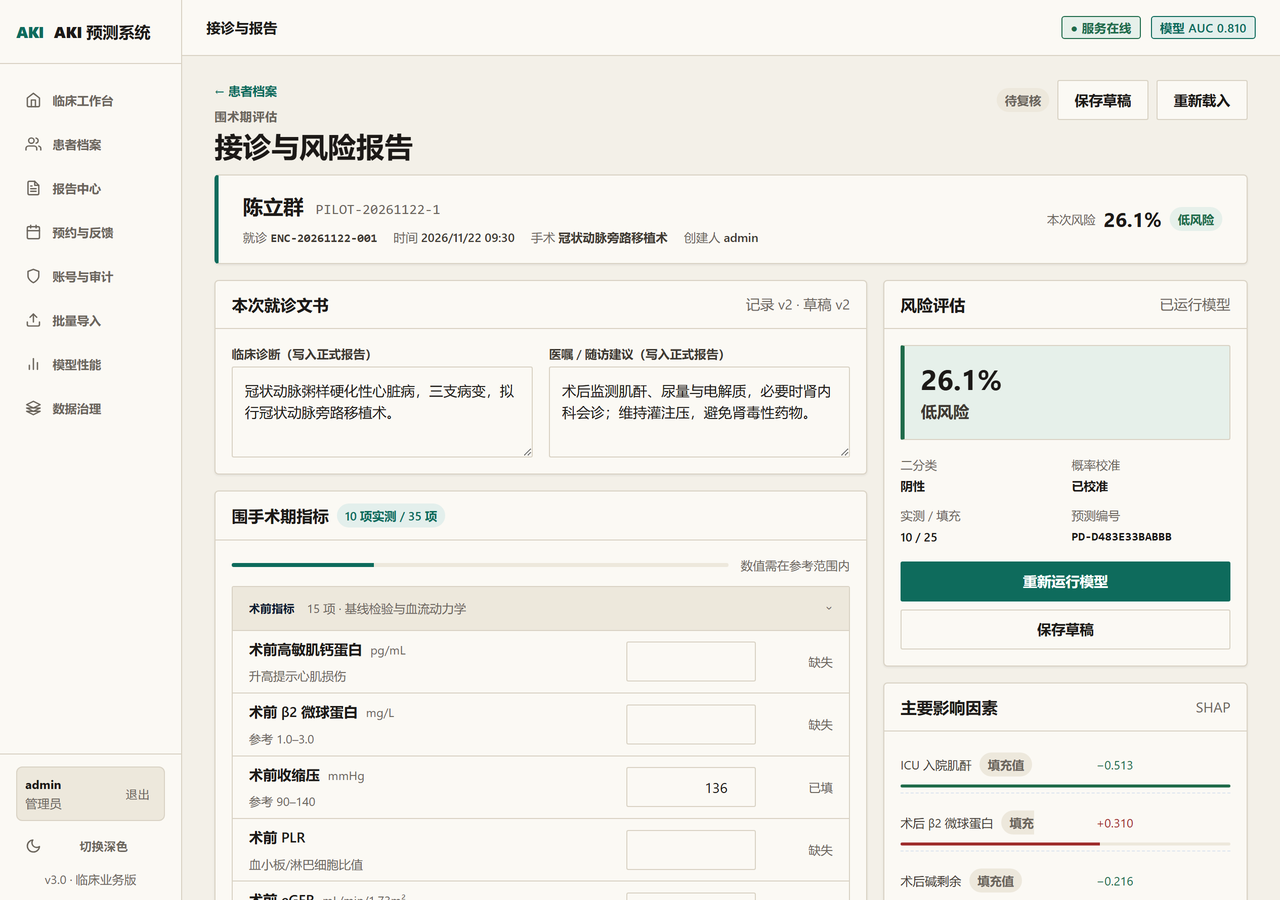 AKI AKI 预测系统
临床工作台
患者档案
报告中心
预约与反馈
账号与审计
批量导入
模型性能
数据治理
admin
管理员
退出
切换深色
v3.0 · 临床业务版
接诊与报告
● 服务在线
模型 AUC 0.810
← 患者档案
围术期评估
接诊与风险报告
待复核
保存草稿
重新载入
陈立群 PILOT-20261122-1
就诊 ENC-20261122-001 时间 2026/11/22 09:30 手术 冠状动脉旁路移植术 创建人 admin
本次风险 26.1% 低风险
本次就诊文书
记录 v2 · 草稿 v2
临床诊断（写入正式报告）
冠状动脉粥样硬化性心脏病，三支病变，拟
行冠状动脉旁路移植术。
医嘱 / 随访建议（写入正式报告）
术后监测肌酐、尿量与电解质，必要时肾内
科会诊；维持灌注压，避免肾毒性药物。
围手术期指标 10 项实测 / 35 项
数值需在参考范围内
术前指标 15 项 · 基线检验与血流动力学
术前高敏肌钙蛋白 pg/mL
升高提示心肌损伤
缺失
术前 β2 微球蛋白 mg/L
参考 1.0–3.0
缺失
术前收缩压 mmHg
参考 90–140
136
已填
术前 PLR
血小板/淋巴细胞比值
缺失
术前 eGFR mL/min/1.73m²
风险评估
已运行模型
26.1%
低风险
二分类
阴性
概率校准
已校准
实测 / 填充
10 / 25
预测编号
PD-D483E33BABBB
重新运行模型
保存草稿
主要影响因素
SHAP
ICU 入院肌酐 填充值 −0.513
术后 β2 微球蛋白 填充 +0.310
术后碱剩余 填充值 −0.216